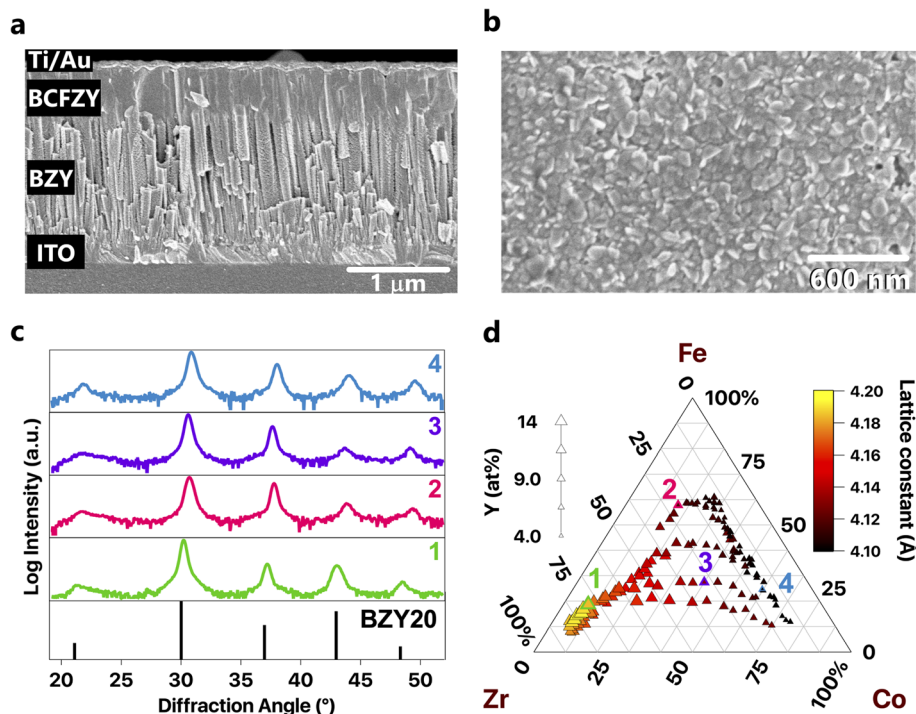 a
Ti/Au
BCFZY
BZY
ITO
1 μm
b
600 nm
c
Log Intensity (a.u.)
4
3
2
1
BZY20
20 25 30 35 40 45 50
Diffraction Angle (°)
d
Fe
0 100%
25 75
50 50
75 25
100% 0
0 25 50 75 100%
Zr Co
14
9.0
4.0
Y (at%)
1
2
3
4
4.20
4.18
4.16
4.14
4.12
4.10
Lattice constant (A)